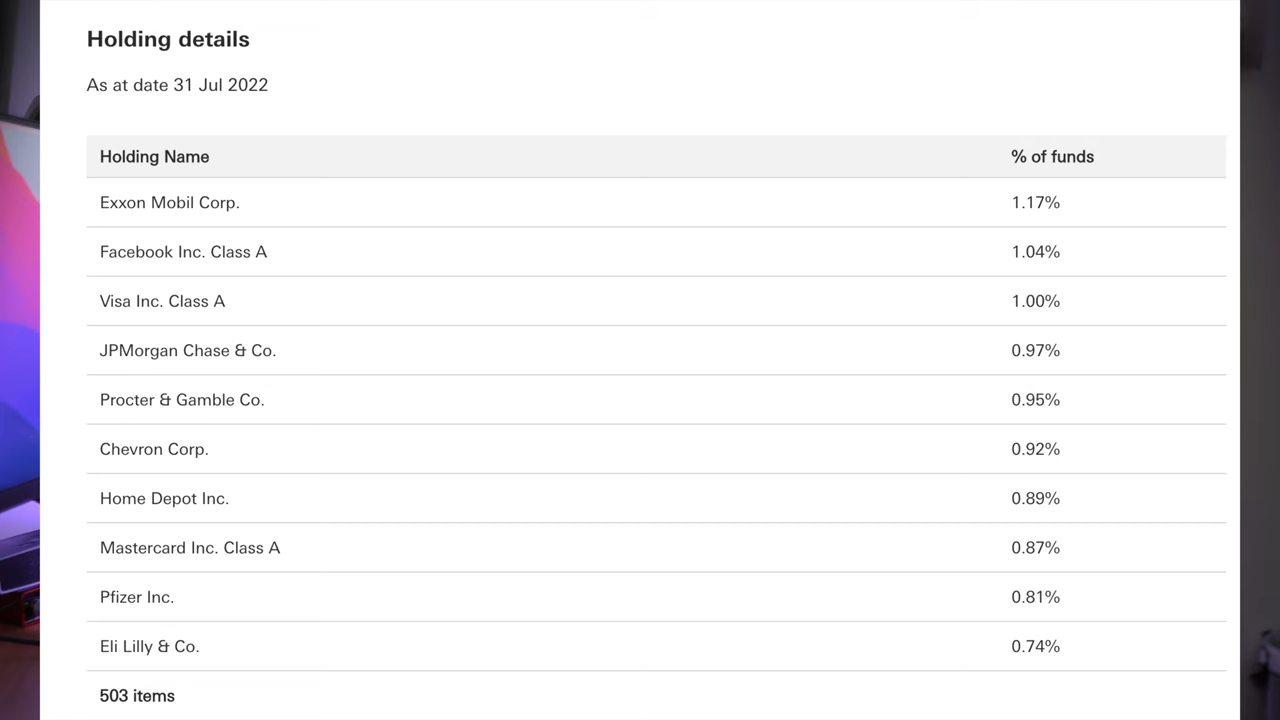 Holding details
As at date 31 Jul 2022
Holding Name % of funds
Exxon Mobil Corp. 1.17%
Facebook Inc. Class A 1.04%
Visa Inc. Class A 1.00%
JPMorgan Chase & Co. 0.97%
Procter & Gamble Co. 0.95%
Chevron Corp. 0.92%
Home Depot Inc. 0.89%
Mastercard Inc. Class A 0.87%
Pfizer Inc. 0.81%
Eli Lilly & Co. 0.74%
503 items